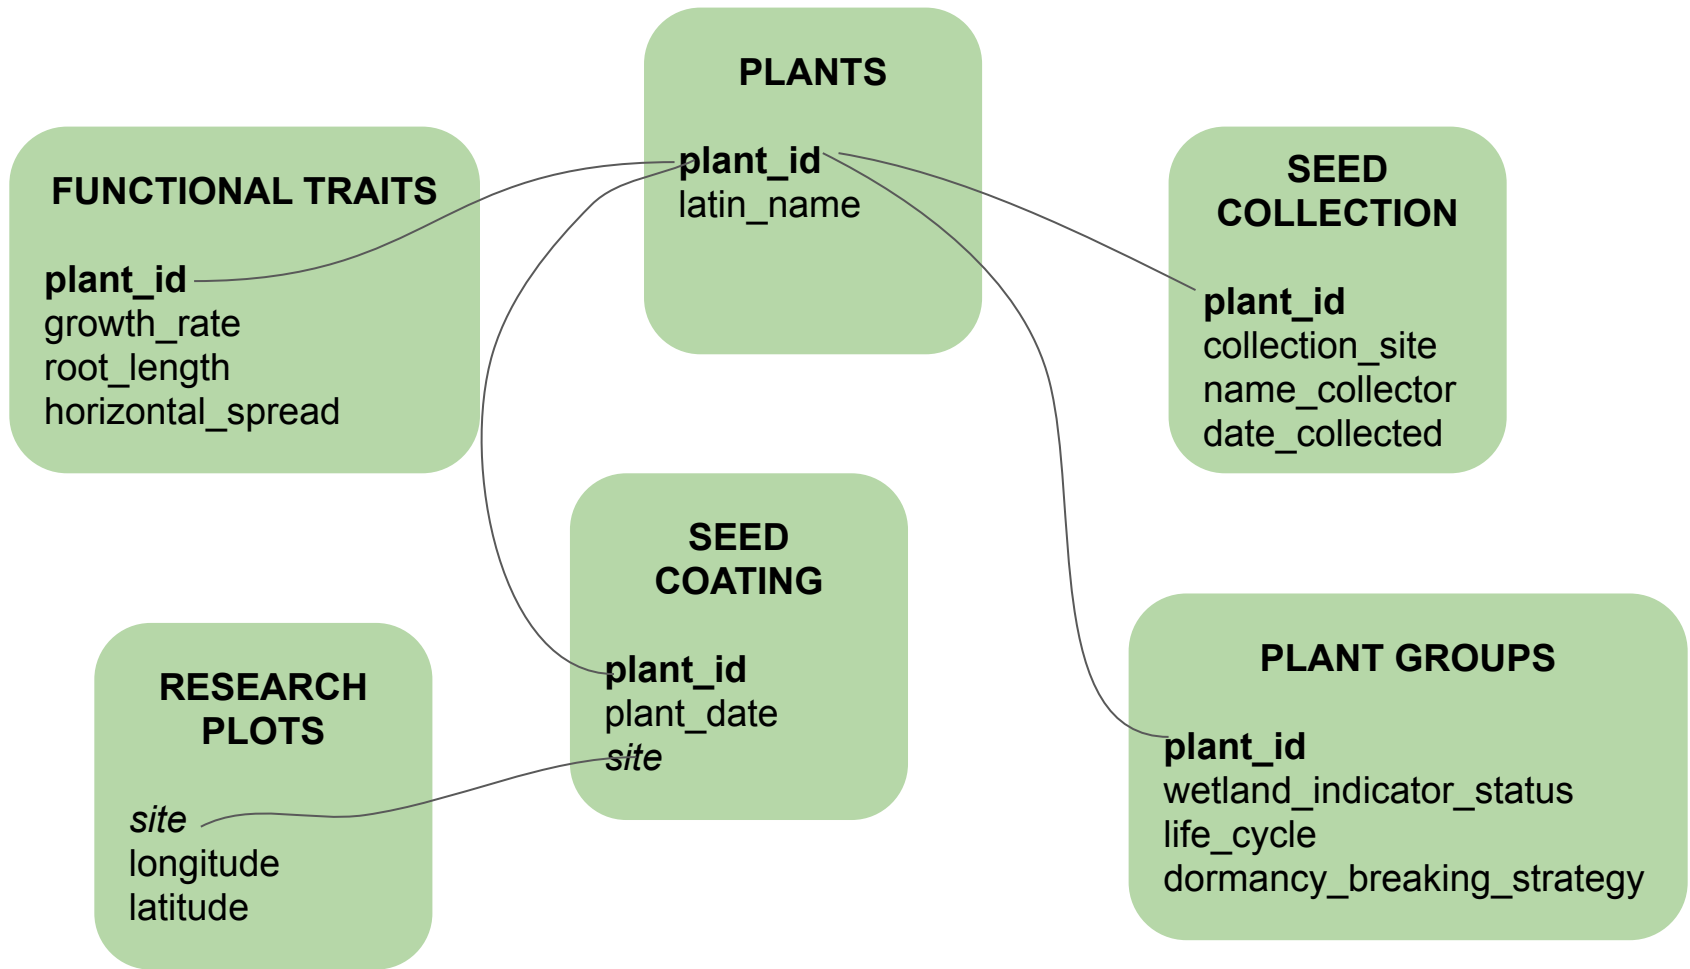 PLANTS
plant_id
latin_name
FUNCTIONAL TRAITS
plant_id
growth_rate
root_length
horizontal_spread
SEED
COLLECTION
plant_id
collection_site
name_collector
date_collected
SEED
COATING
plant_id
plant_date
site
RESEARCH
PLOTS
site
longitude
latitude
PLANT GROUPS
plant_id
wetland_indicator_status
life_cycle
dormancy_breaking_strategy